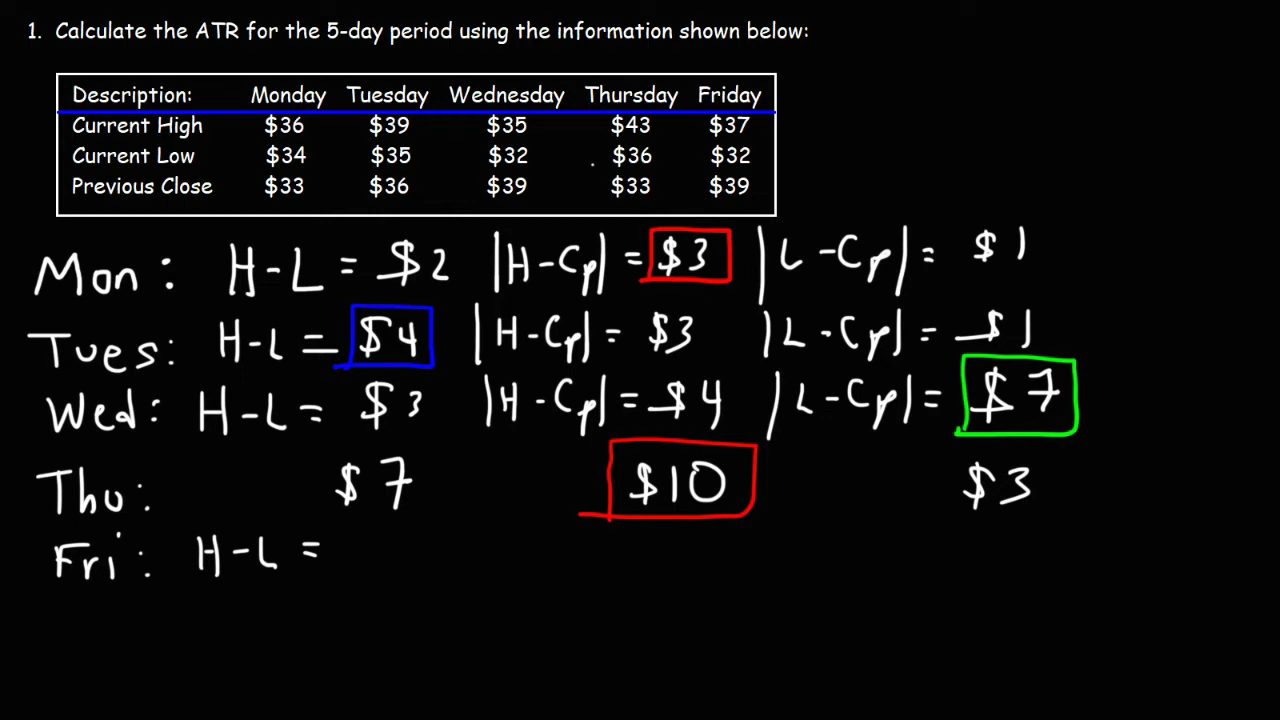 1. Calculate the ATR for the 5-day period using the information shown below:
Description: Monday Tuesday Wednesday Thursday Friday
Current High $36 $39 $35 $43 $37
Current Low $34 $35 $32 $36 $32
Previous Close $33 $36 $39 $33 $39
Mon: H-L = $2 |H-Cp| = $3 |L-Cp| = $1
Tues: H-L = $4 |H-Cp| = $3 |L-Cp| = $1
Wed: H-L = $3 |H-Cp| = $4 |L-Cp| = $7
Thu: $7 $10 $3
Fri: H-L =